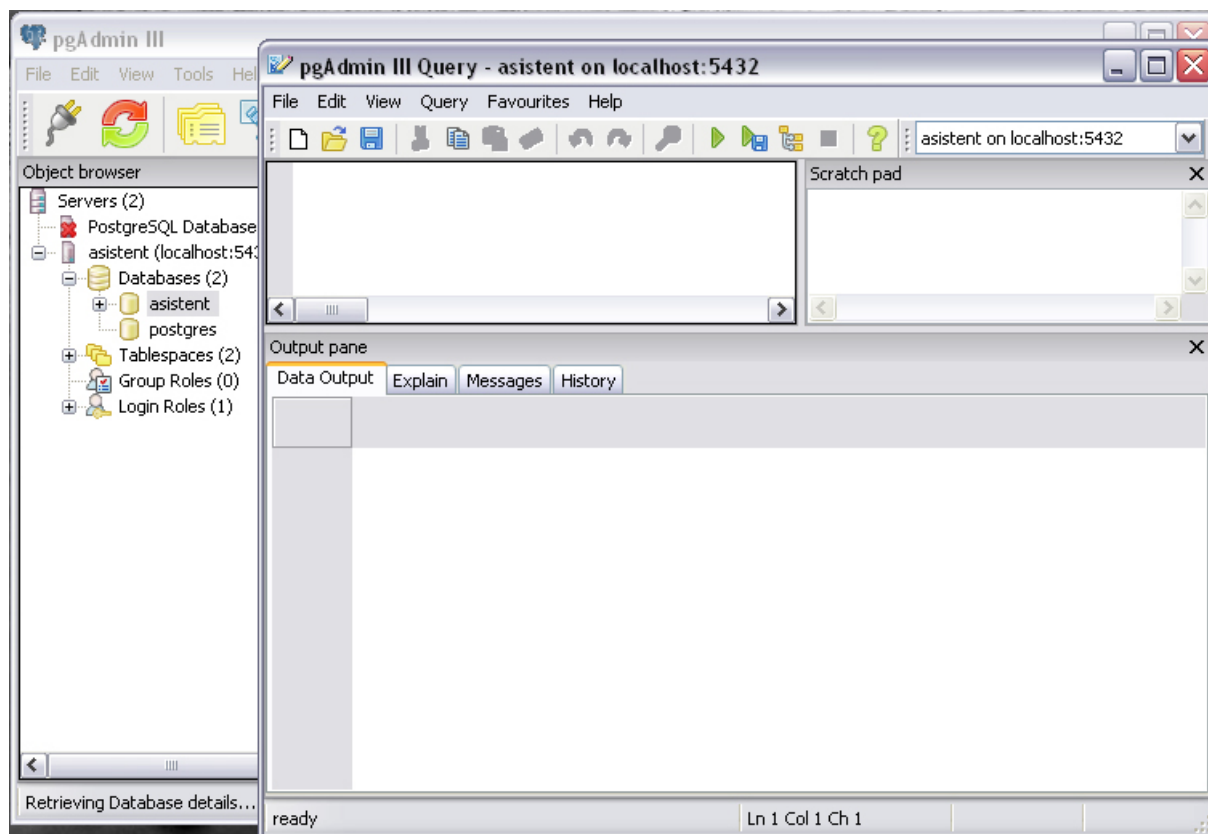 pgAdmin III
File Edit View Tools Hel
Object browser
Servers (2)
PostgreSQL Database
asistent (localhost:543
Databases (2)
asistent
postgres
Tablespaces (2)
Group Roles (0)
Login Roles (1)
Retrieving Database details...
pgAdmin III Query - asistent on localhost:5432
File Edit View Query Favourites Help
asistent on localhost:5432
Scratch pad
Output pane
Data Output Explain Messages History
ready Ln 1 Col 1 Ch 1